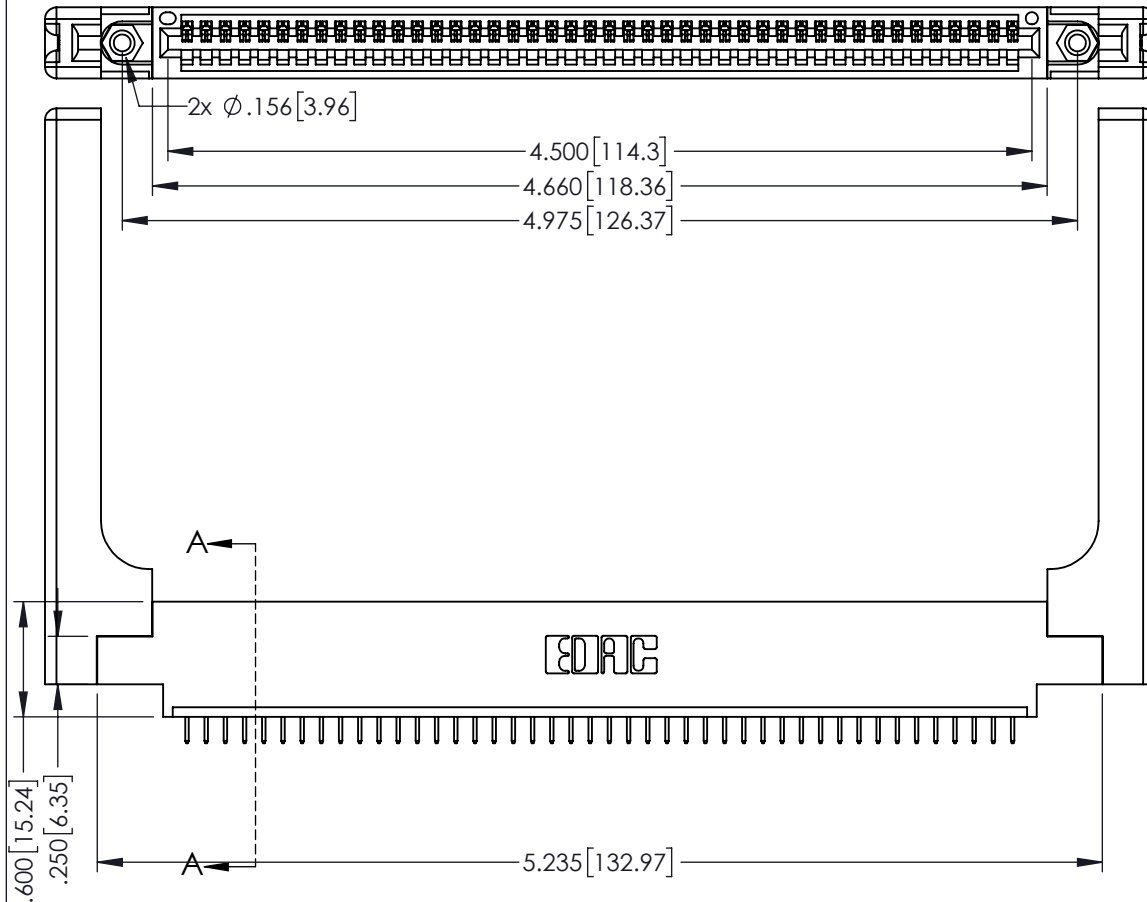 2x Ø.156[3.96]
4.500[114.3]
4.660[118.36]
4.975[126.37]
A
EDAC
.600[15.24]
.250[6.35]
A
5.235[132.97]